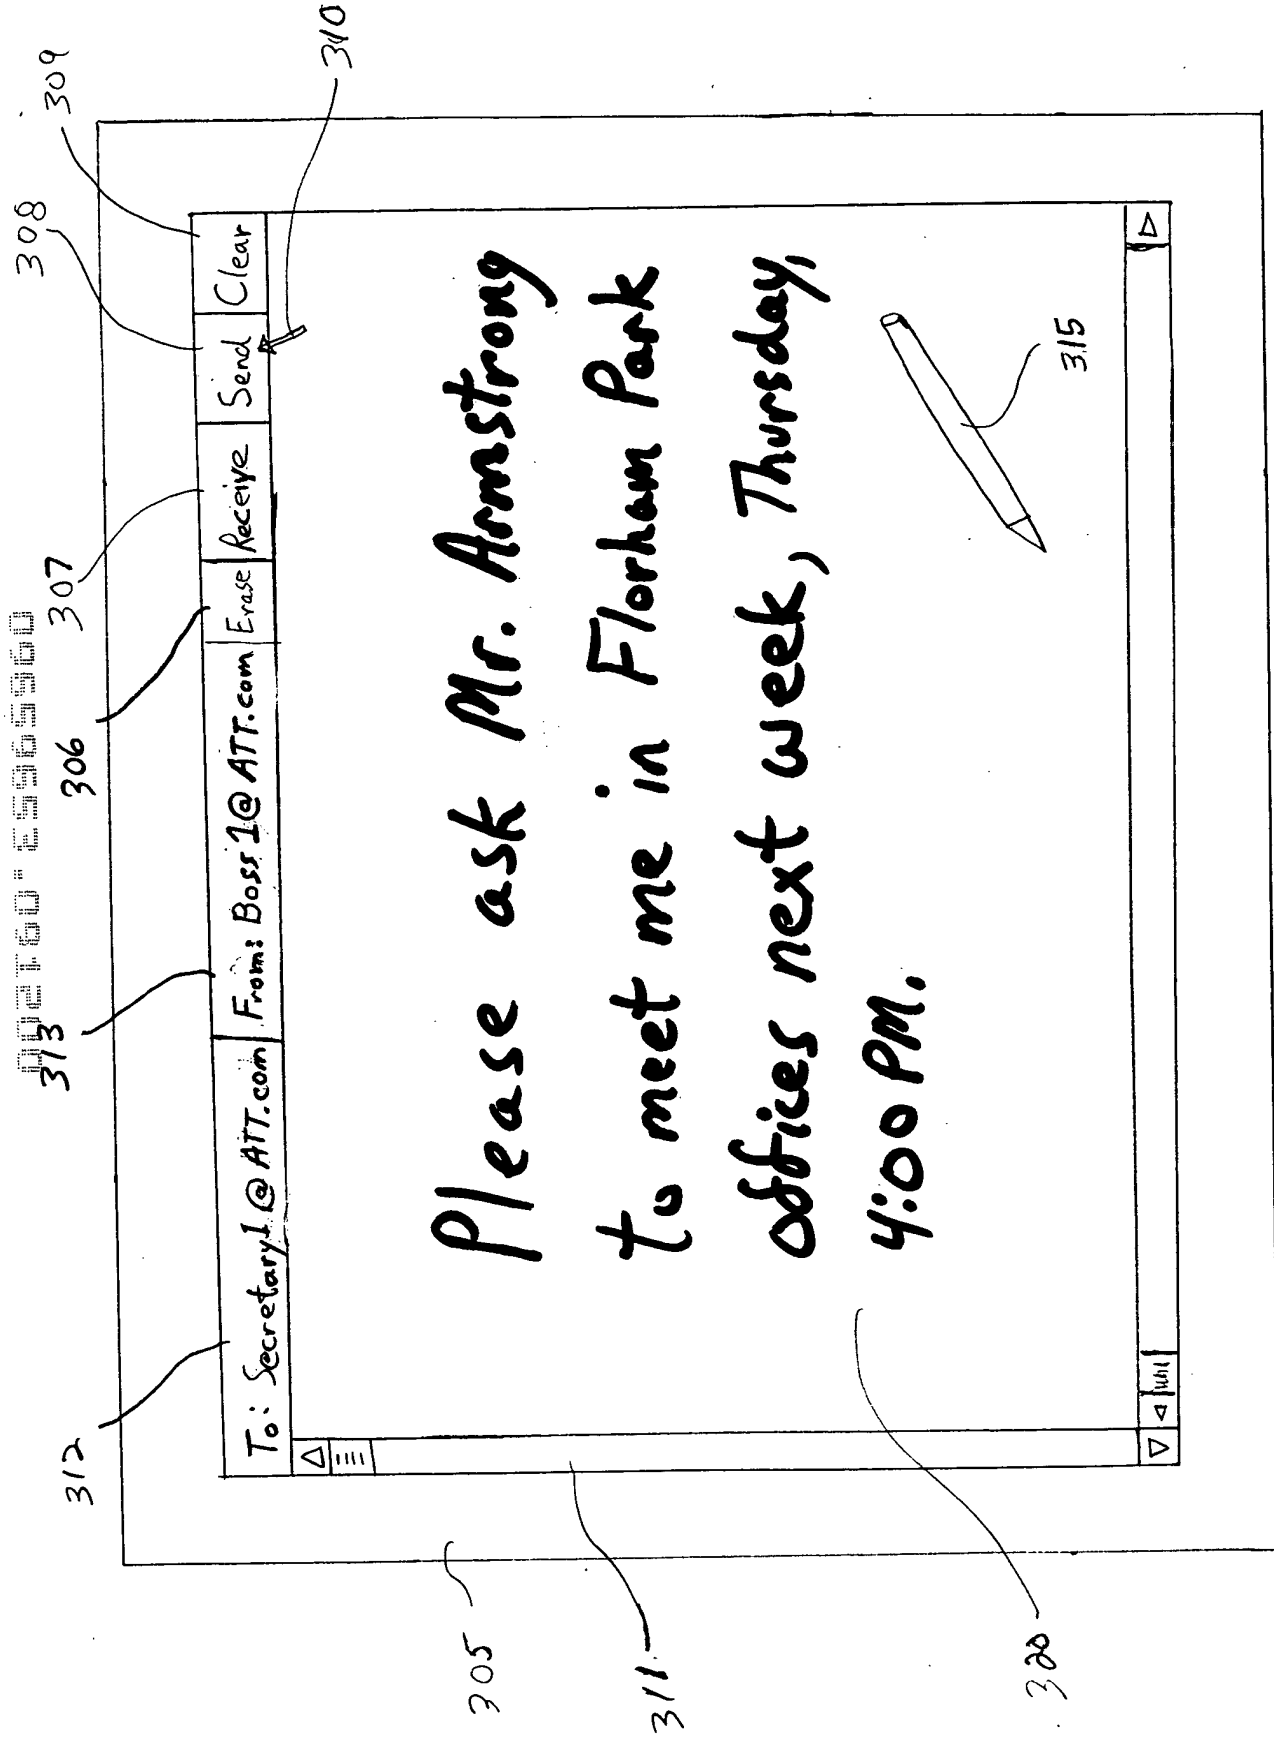 308
309
313
306
307
310
312
To: Secretary1@ATT.com From: Boss1@ATT.com Erase Receive Send Clear
Please ask Mr. Armstrong
to meet me in Florham Park
offices next week, Thursday,
4:00 PM.
305
311
315
320